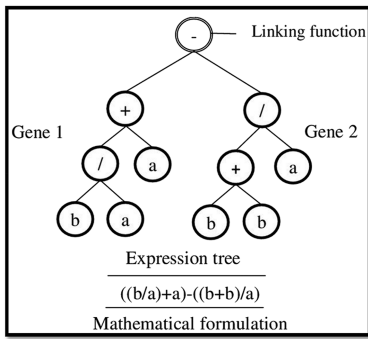 -
Linking function
+
/
Gene 1
Gene 2
/
a
+
a
b
a
b
b
Expression tree
((b/a)+a)-((b+b)/a)
Mathematical formulation